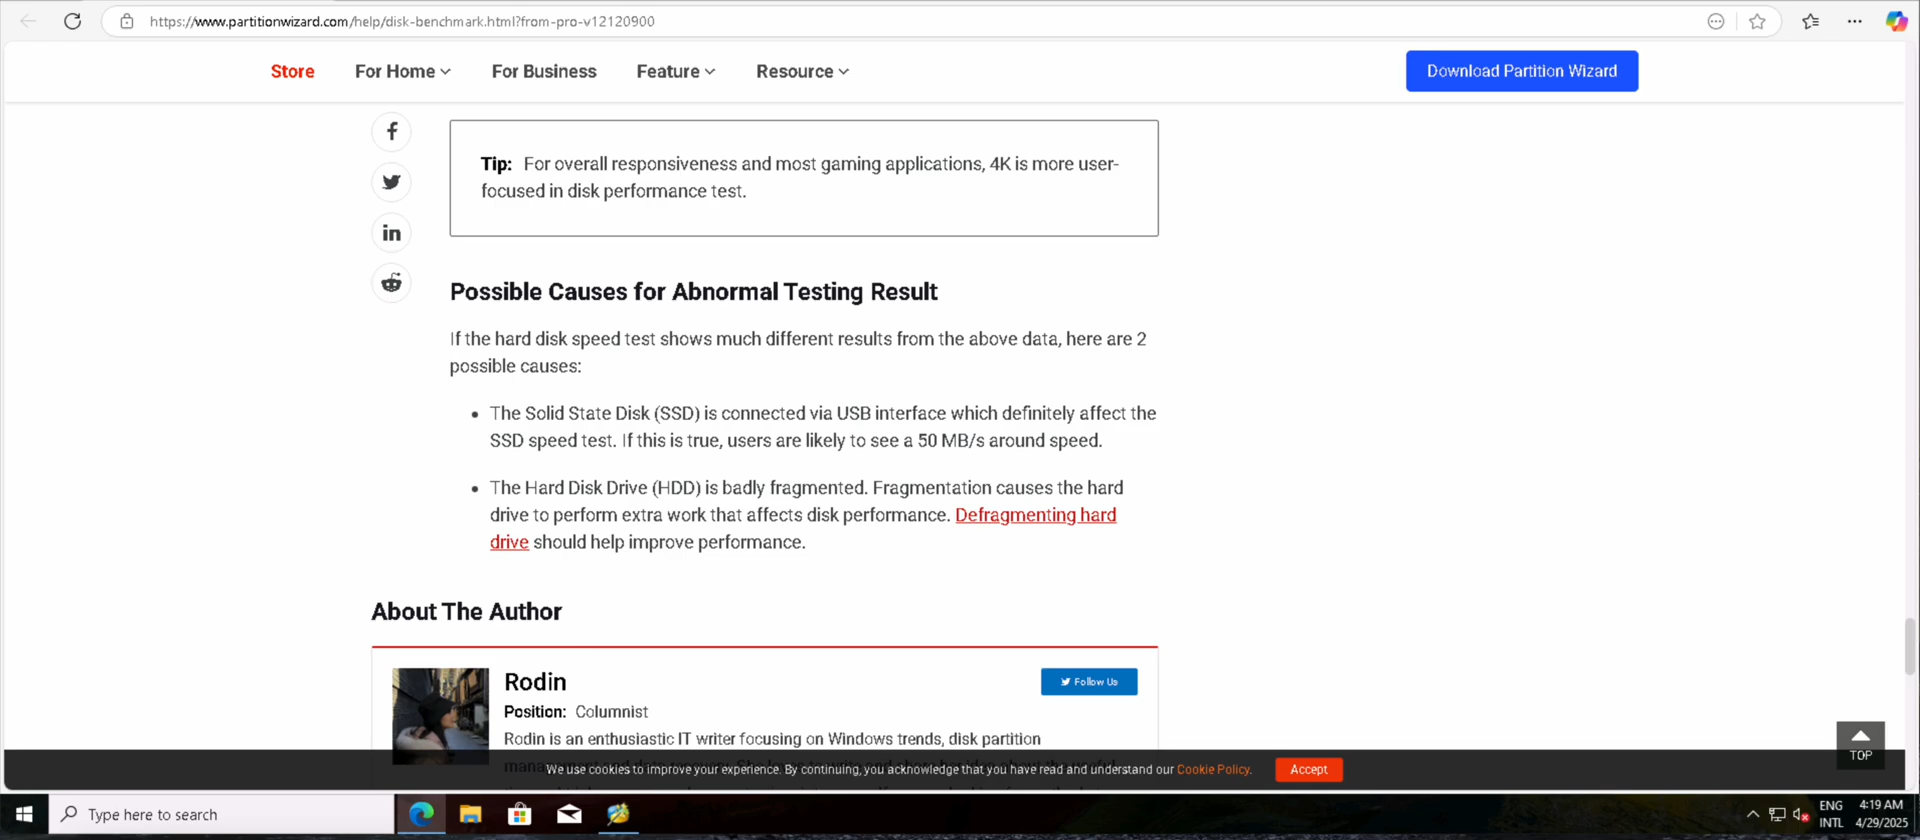 https://www.partitionwizard.com/help/disk-benchmark.html?from-pro-v12120900
Store For Home For Business Feature Resource Download Partition Wizard
Tip: For overall responsiveness and most gaming applications, 4K is more user-
focused in disk performance test.
Possible Causes for Abnormal Testing Result
If the hard disk speed test shows much different results from the above data, here are 2
possible causes:
• The Solid State Disk (SSD) is connected via USB interface which definitely affect the
SSD speed test. If this is true, users are likely to see a 50 MB/s around speed.
• The Hard Disk Drive (HDD) is badly fragmented. Fragmentation causes the hard
drive to perform extra work that affects disk performance. Defragmenting hard
drive should help improve performance.
About The Author
Rodin
Follow Us
Position: Columnist
Rodin is an enthusiastic IT writer focusing on Windows trends, disk partition
TOP
We use cookies to improve your experience. By continuing, you acknowledge that you have read and understand our Cookie Policy. Accept
Type here to search
ENG 4:19 AM
INTL 4/29/2025